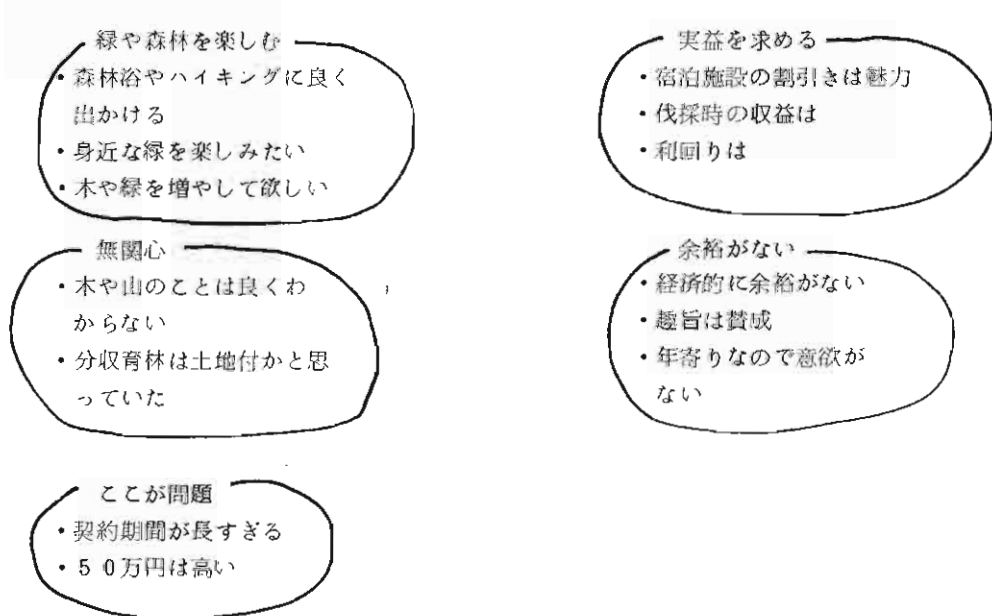 緑や森林を楽しむ
・森林浴やハイキングに良く
出かける
・身近な緑を楽しみたい
・木や緑を増やして欲しい
実益を求める
・宿泊施設の割引きは魅力
・伐採時の収益は
・利回りは
無関心
・木や山のことは良くわ
からない
・分収育林は土地付かと思
っていた
余裕がない
・経済的に余裕がない
・趣旨は賛成
・年寄りなので意欲が
ない
ここが問題
・契約期間が長すぎる
・50万円は高い